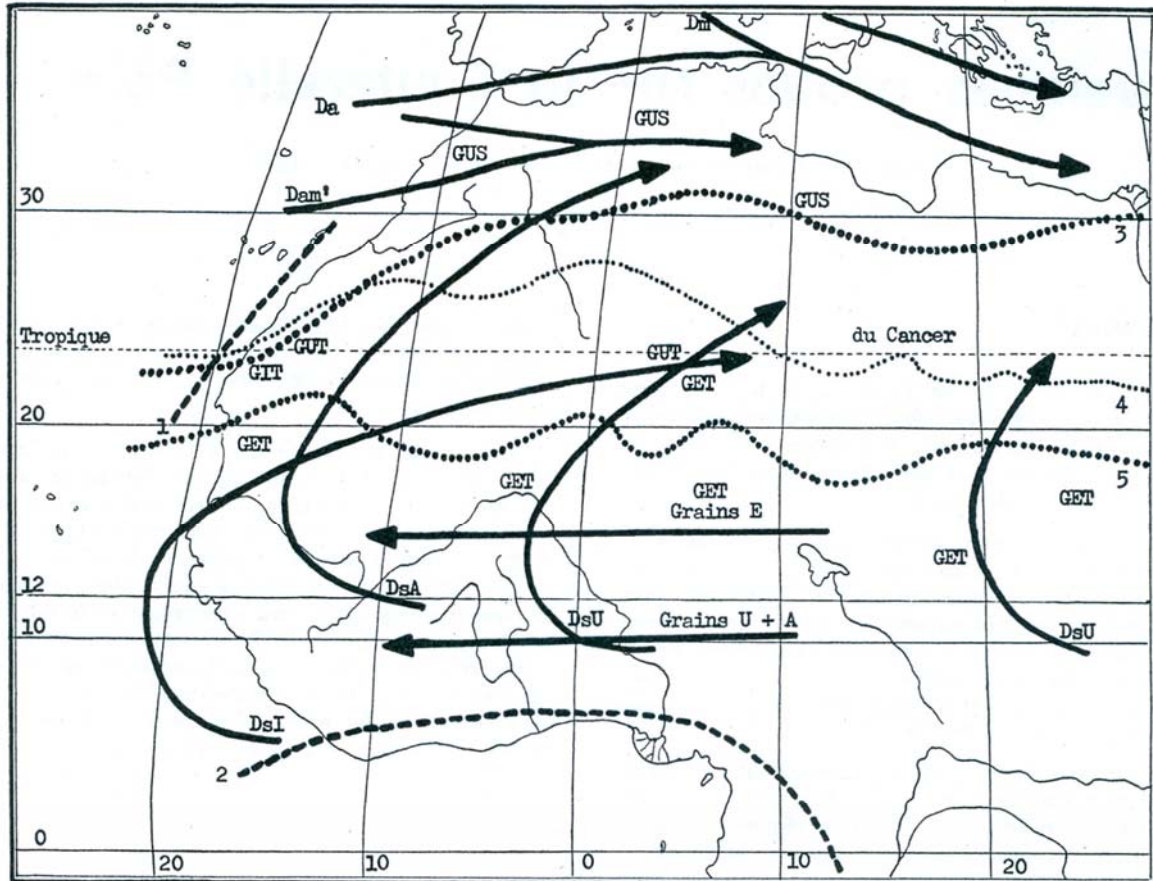 Dm
Da
GUS
GUS
Dam'
30
GUS
3
Tropique
du Cancer
GUT
GIT
GUT
GET
4
20
1
GET
5
GET
GET
Grains E
GET
GET
DsA
12
DsU
Grains U + A
10
DsU
DsI
2
0
20
10
0
10
20